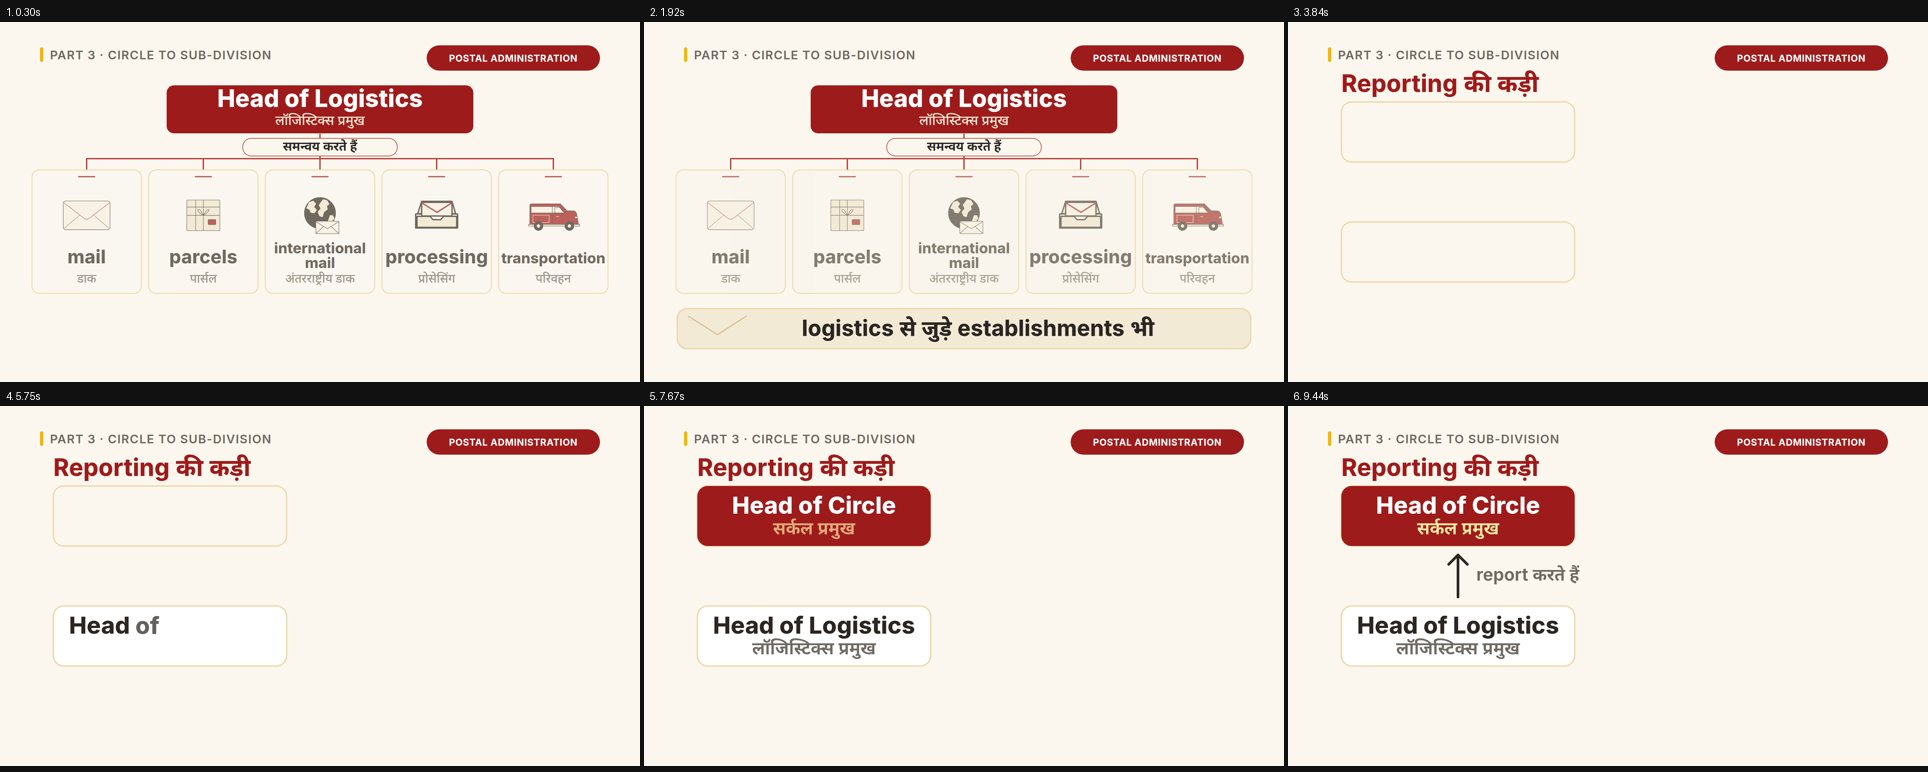 1. 0.30s
PART 3 · CIRCLE TO SUB-DIVISION
POSTAL ADMINISTRATION
Head of Logistics
लॉजिस्टिक्स प्रमुख
समन्वय करते हैं
mail
डाक
parcels
पार्सल
international
mail
अंतरराष्ट्रीय डाक
processing
प्रोसेसिंग
transportation
परिवहन
2. 1.92s
PART 3 · CIRCLE TO SUB-DIVISION
POSTAL ADMINISTRATION
Head of Logistics
लॉजिस्टिक्स प्रमुख
समन्वय करते हैं
mail
डाक
parcels
पार्सल
international
mail
अंतरराष्ट्रीय डाक
processing
प्रोसेसिंग
transportation
परिवहन
logistics से जुड़े establishments भी
3. 3.84s
PART 3 · CIRCLE TO SUB-DIVISION
POSTAL ADMINISTRATION
Reporting की कड़ी
4. 5.75s
PART 3 · CIRCLE TO SUB-DIVISION
POSTAL ADMINISTRATION
Reporting की कड़ी
Head of
5. 7.67s
PART 3 · CIRCLE TO SUB-DIVISION
POSTAL ADMINISTRATION
Reporting की कड़ी
Head of Circle
सर्कल प्रमुख
Head of Logistics
लॉजिस्टिक्स प्रमुख
6. 9.44s
PART 3 · CIRCLE TO SUB-DIVISION
POSTAL ADMINISTRATION
Reporting की कड़ी
Head of Circle
सर्कल प्रमुख
report करते हैं
Head of Logistics
लॉजिस्टिक्स प्रमुख